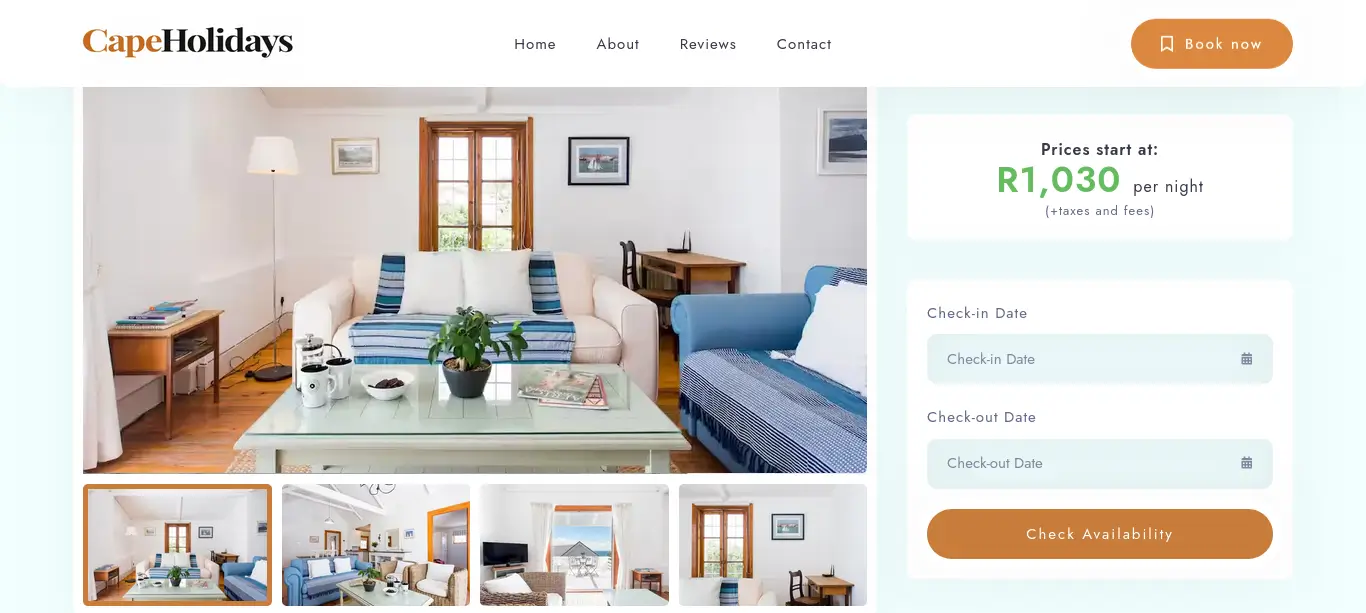 CapeHolidays
Home
About
Reviews
Contact
Book now
Prices start at:
R1,030 per night
(+taxes and fees)
Check-in Date
Check-in Date
Check-out Date
Check-out Date
Check Availability